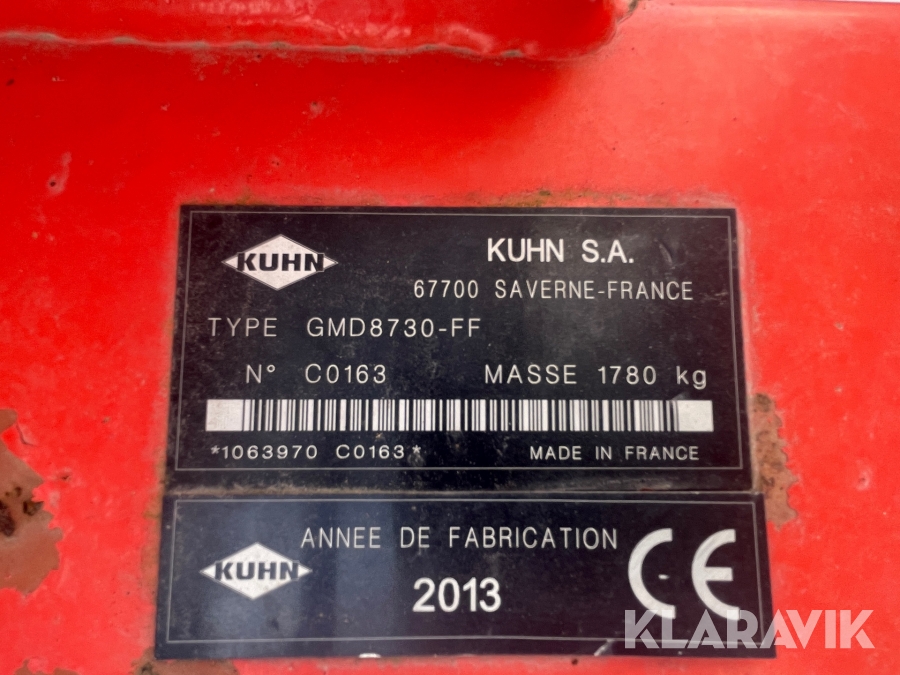 KUHN
KUHN S.A.
67700 SAVERNE-FRANCE
TYPE GMD8730-FF
N° C0163 MASSE 1780 kg
*1063970 C0163*
MADE IN FRANCE
KUHN
ANNEE DE FABRICATION
2013
CE
KLARAVIK